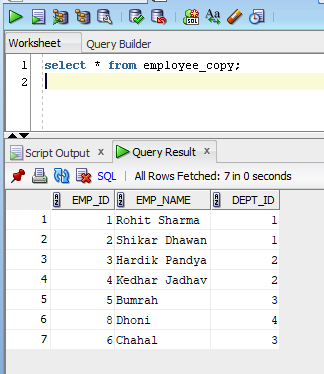 SQL Aa
Worksheet Query Builder
1 select * from employee_copy;
2
Script Output x Query Result x
SQL | All Rows Fetched: 7 in 0 seconds
EMP_ID EMP_NAME DEPT_ID
1 1 Rohit Sharma 1
2 2 Shikar Dhawan 1
3 3 Hardik Pandya 2
4 4 Kedhar Jadhav 2
5 5 Bumrah 3
6 8 Dhoni 4
7 6 Chahal 3